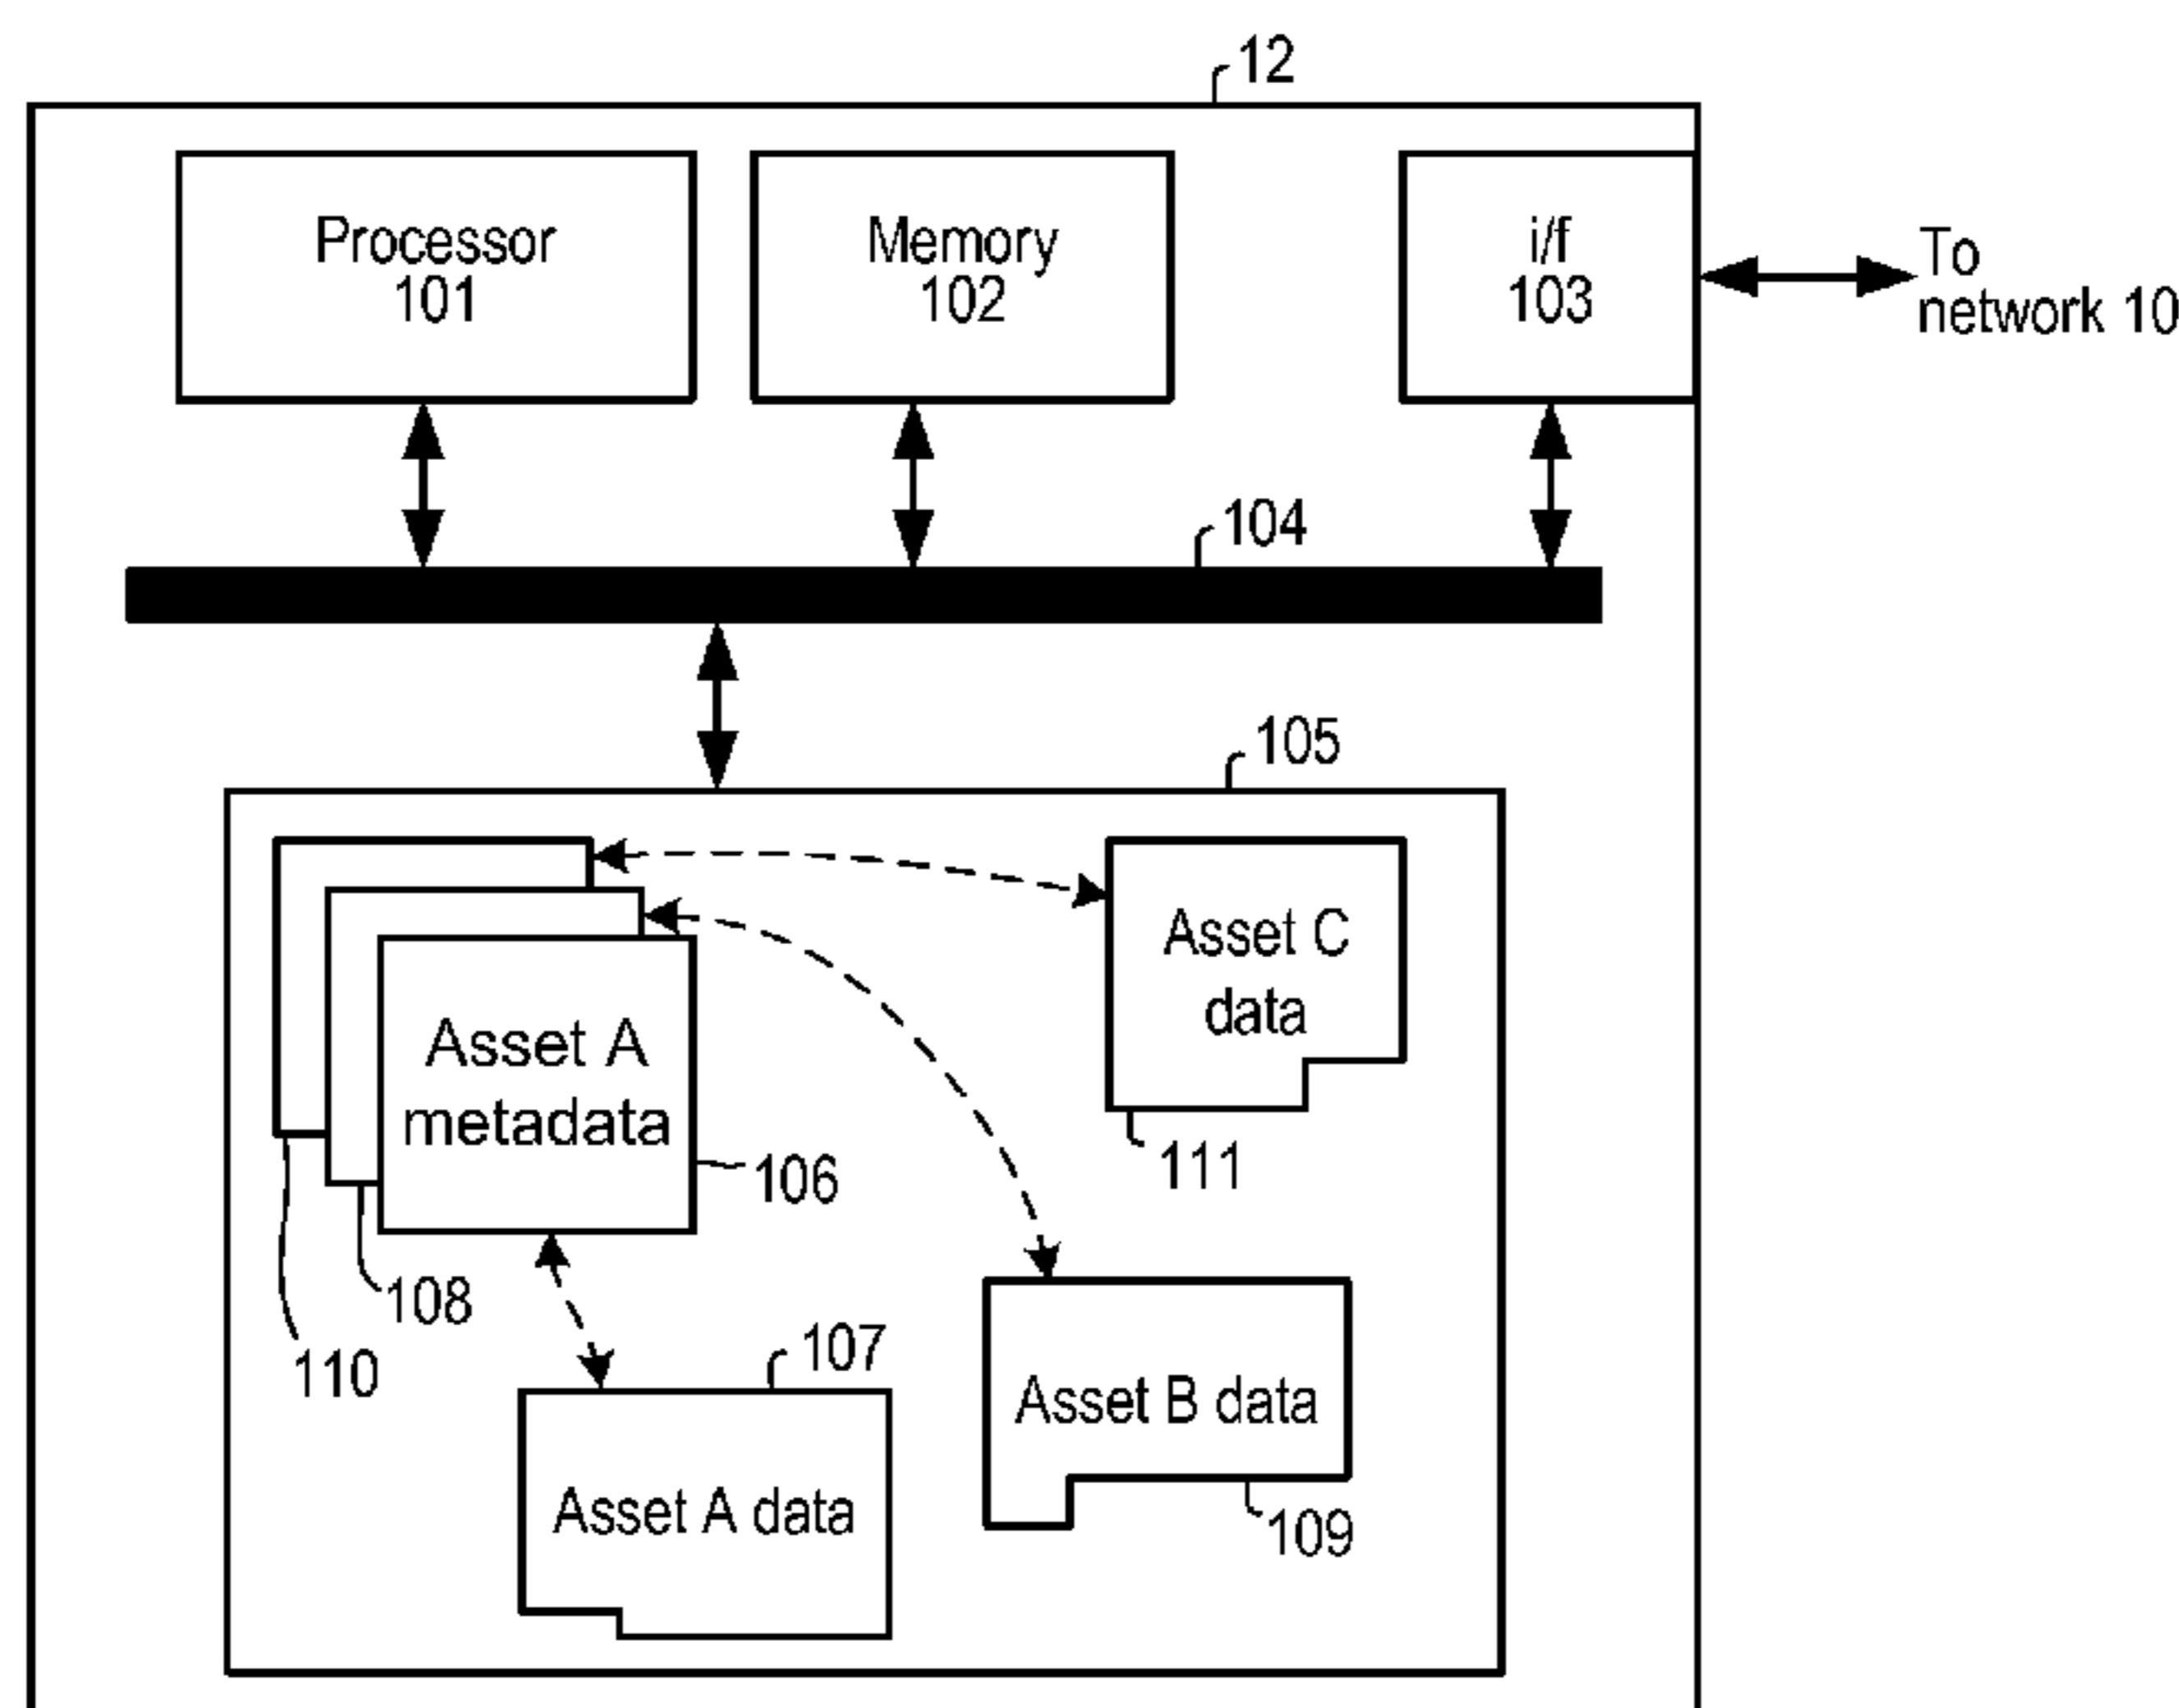 12
Processor
101
Memory
102
i/f
103
To
network 10
104
105
Asset C
data
Asset A
metadata
111
106
108
110
107
Asset B data
Asset A data
109